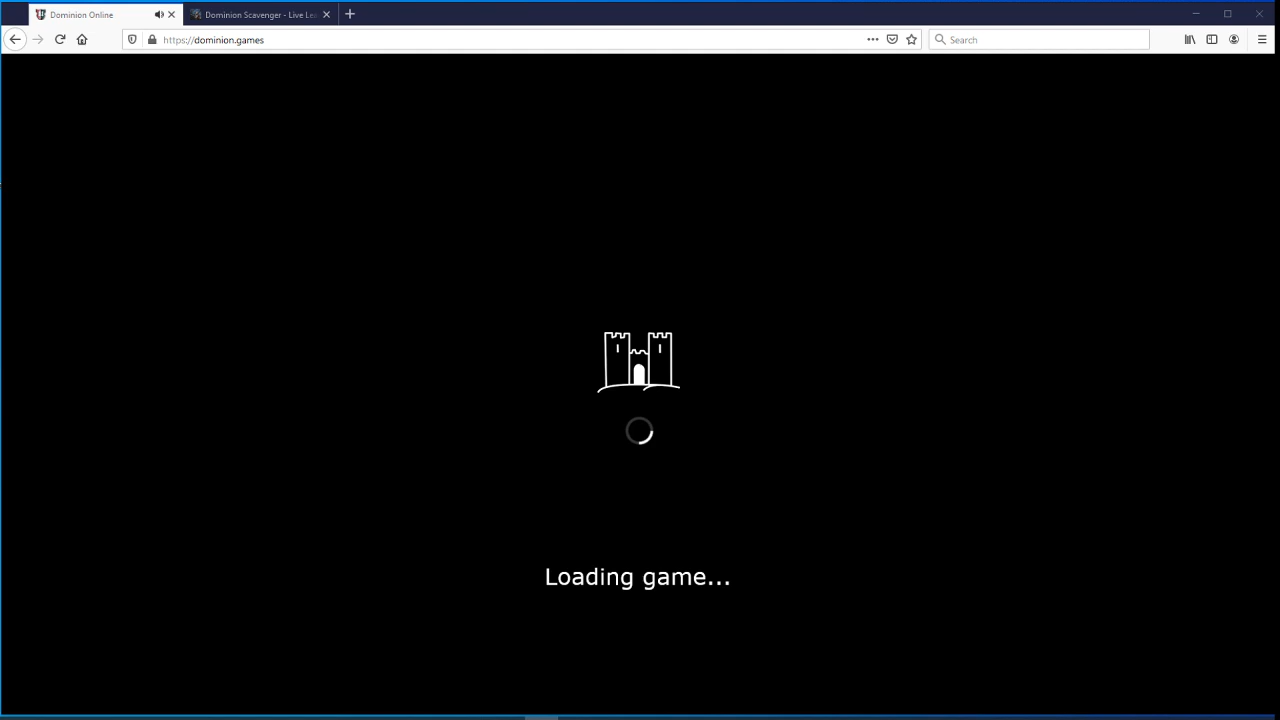 Dominion Online
Dominion Scavenger - Live Lea
https://dominion.games
Search
Loading game...